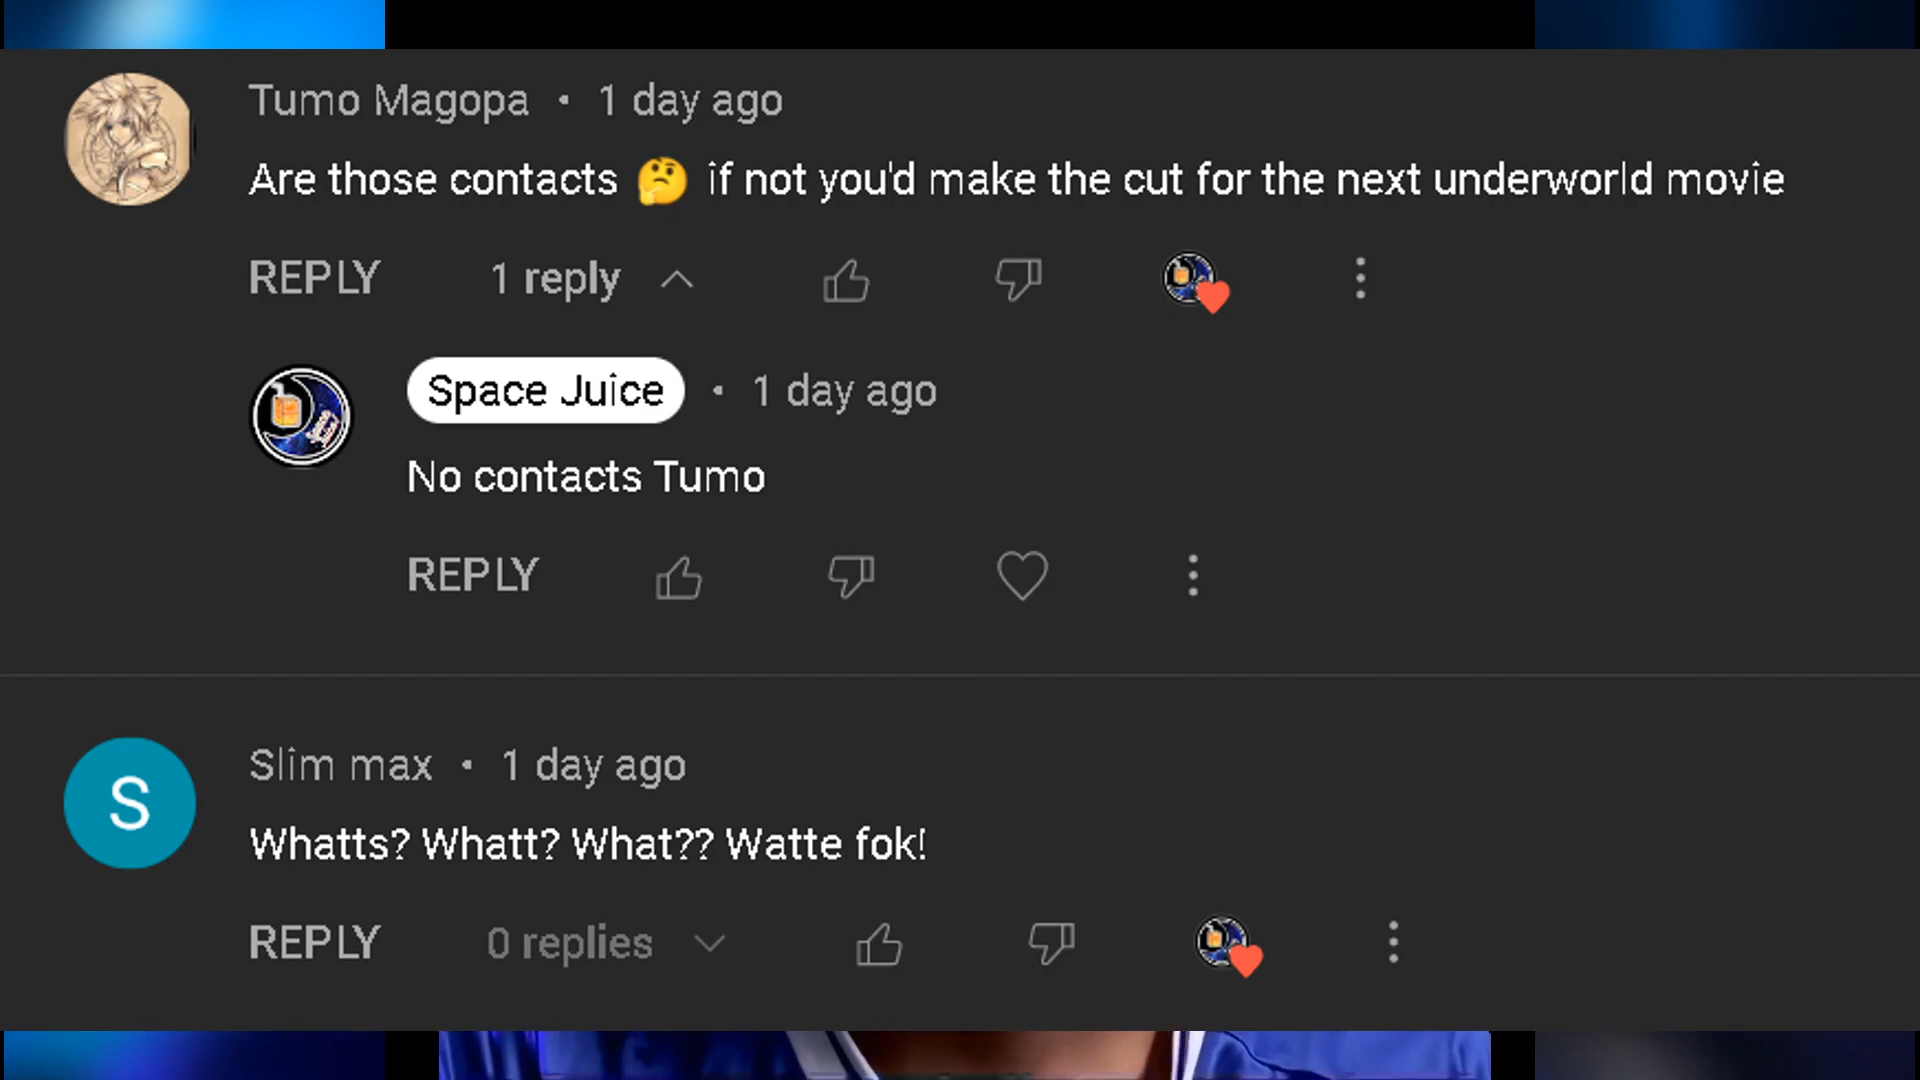 Tumo Magopa • 1 day ago
Are those contacts 🤔 if not you'd make the cut for the next underworld movie
REPLY 1 reply
Space Juice • 1 day ago
No contacts Tumo
REPLY
S
Slim max • 1 day ago
Whatts? Whatt? What?? Watte fok!
REPLY 0 replies